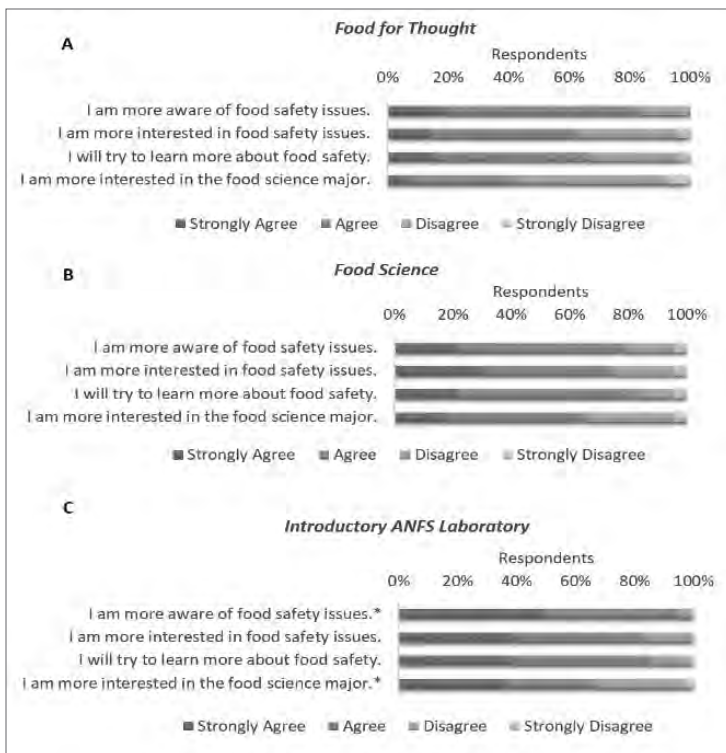 A
Food for Thought
Respondents
0% 20% 40% 60% 80% 100%
I am more aware of food safety issues.
I am more interested in food safety issues.
I will try to learn more about food safety.
I am more interested in the food science major.
■ Strongly Agree ■ Agree ■ Disagree ■ Strongly Disagree
B
Food Science
Respondents
0% 20% 40% 60% 80% 100%
I am more aware of food safety issues.
I am more interested in food safety issues.
I will try to learn more about food safety.
I am more interested in the food science major.
■ Strongly Agree ■ Agree ■ Disagree ■ Strongly Disagree
C
Introductory ANFS Laboratory
Respondents
0% 20% 40% 60% 80% 100%
I am more aware of food safety issues.*
I am more interested in food safety issues.
I will try to learn more about food safety.
I am more interested in the food science major.*
■ Strongly Agree ■ Agree ■ Disagree ■ Strongly Disagree